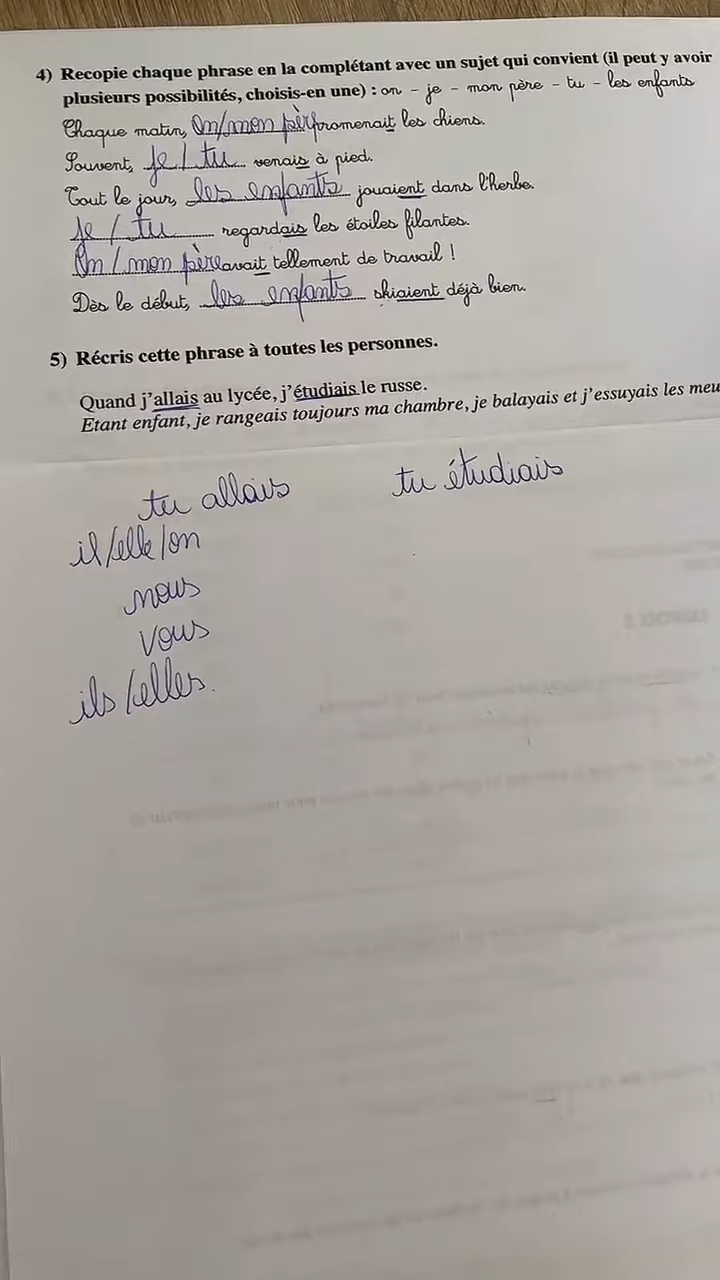 4) Recopie chaque phrase en la complétant avec un sujet qui convient (il peut y avoir
plusieurs possibilités, choisis-en une) : on - je - mon père - tu - les enfants
Chaque matin, On/mon père promenait les chiens.
Souvent, je / tu venais à pied.
Tout le jour, les enfants jouaient dans l'herbe.
je / tu regardais les étoiles filantes.
On / mon père avait tellement de travail !
Dès le début, les enfants skiaient déjà bien.
5) Récris cette phrase à toutes les personnes.
Quand j'allais au lycée, j'étudiais le russe.
Etant enfant, je rangeais toujours ma chambre, je balayais et j'essuyais les meu
tu allais tu étudiais
il/elle/on
nous
vous
ils/elles.